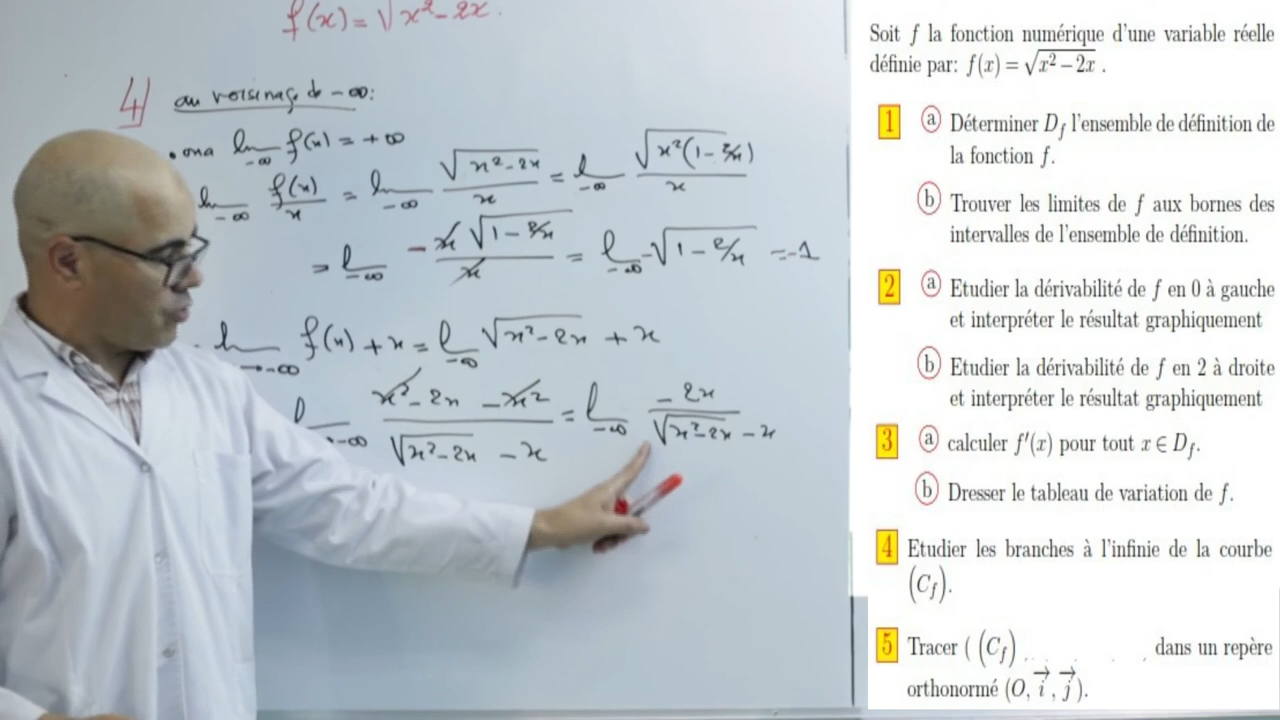 f(x) = √x²-2x.
4) au voisinage de -∞:
. ona lim -∞ f(x) = +∞
lim -∞ f(x)/x = lim -∞ √x²-2x / x = lim -∞ √x²(1-2/x) / x
= lim -∞ - x √1-2/x / x = lim -∞ -√1-2/x = -1
. lim →-∞ f(x) + x = lim -∞ √x²-2x + x
l -∞ x²-2x -x² / √x²-2x - x = lim -∞ -2x / √x²-2x - x
Soit f la fonction numérique d'une variable réelle
définie par: f(x) = √x² − 2x .
1 a Déterminer Df l'ensemble de définition de
la fonction f.
b Trouver les limites de f aux bornes des
intervalles de l'ensemble de définition.
2 a Etudier la dérivabilité de f en 0 à gauche
et interpréter le résultat graphiquement
b Etudier la dérivabilité de f en 2 à droite
et interpréter le résultat graphiquement
3 a calculer f′(x) pour tout x ∈ Df.
b Dresser le tableau de variation de f.
4 Etudier les branches à l'infinie de la courbe
(Cf).
5 Tracer ( (Cf) dans un repère
orthonormé (O, i, j).